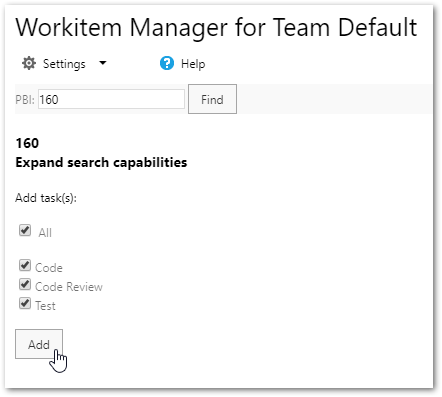 Workitem Manager for Team Default
Settings Help
PBI: 160 Find
160
Expand search capabilities
Add task(s):
All
Code
Code Review
Test
Add